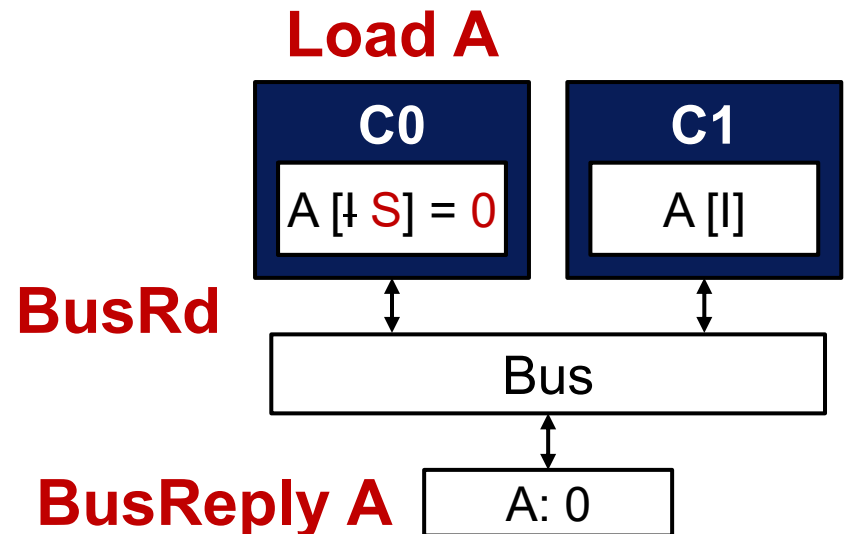 Load A
C0
C1
A [I S] = 0
A [I]
BusRd
Bus
BusReply A
A: 0